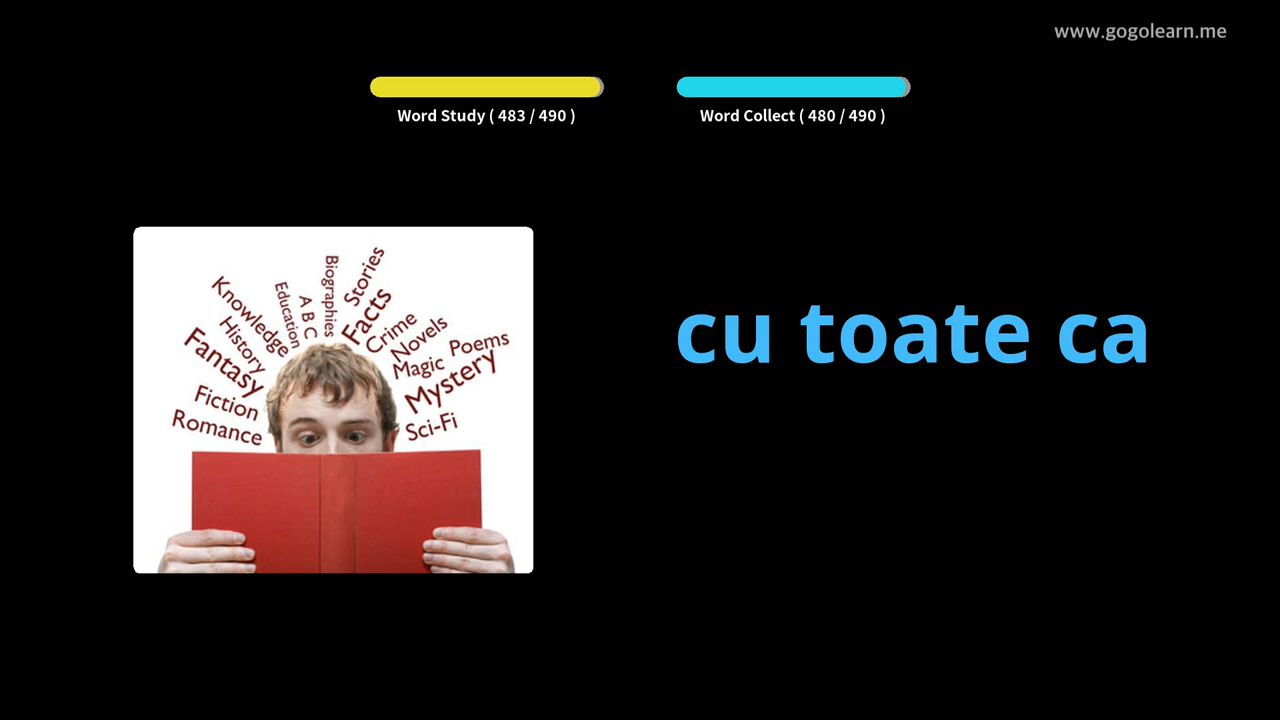 www.gogolearn.me
Word Study ( 483 / 490 )
Word Collect ( 480 / 490 )
cu toate ca
Biographies
Stories
Education
A B C
Facts
Knowledge
Crime
History
Novels
Fantasy
Magic
Poems
Mystery
Fiction
Romance
Sci-Fi